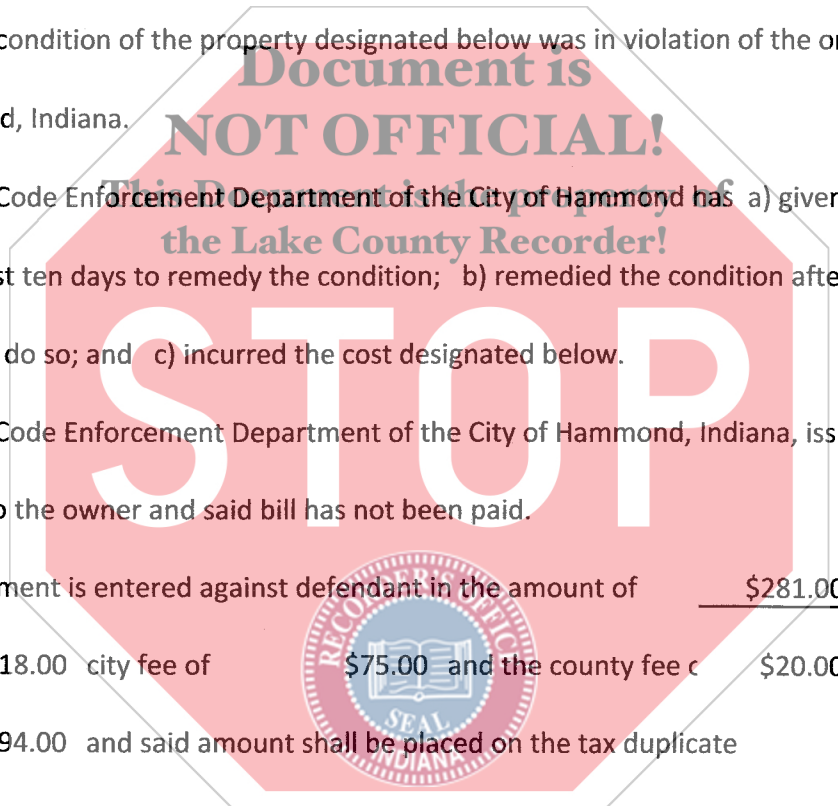 condition of the property designated below was in violation of the or
Document is
d, Indiana.
NOT OFFICIAL!
This Document is the property of
Code Enforcement Department of the City of Hammond has a) given
the Lake County Recorder!
st ten days to remedy the condition; b) remedied the condition afte
STOP
do so; and c) incurred the cost designated below.
Code Enforcement Department of the City of Hammond, Indiana, iss
o the owner and said bill has not been paid.
ment is entered against defendant in the amount of $281.00
RECORDER'S OFFICE
18.00 city fee of $75.00 and the county fee o $20.00
SEAL
94.00 and said amount shall be placed on the tax duplicate
INDIANA